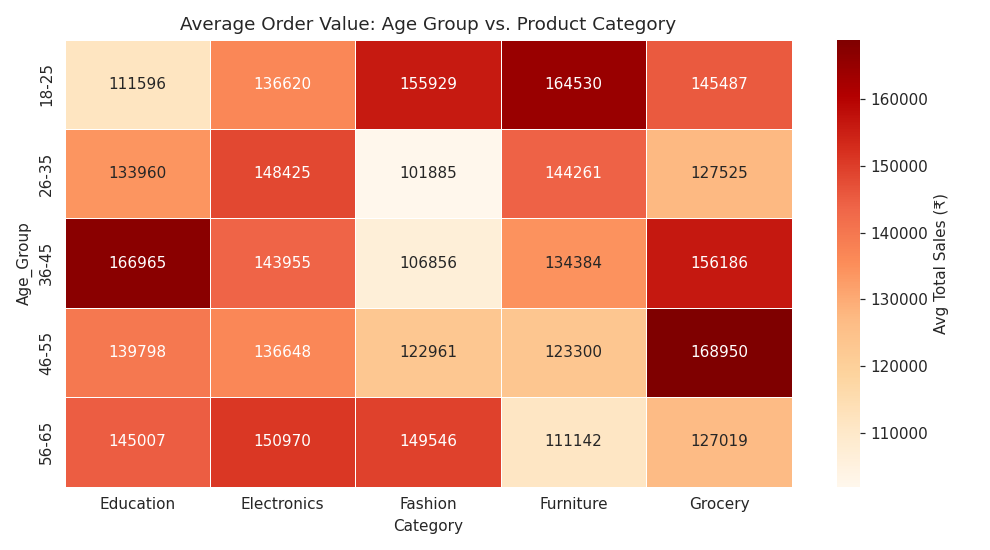 Average Order Value: Age Group vs. Product Category
Age_Group
18-25 111596 136620 155929 164530 145487
26-35 133960 148425 101885 144261 127525
36-45 166965 143955 106856 134384 156186
46-55 139798 136648 122961 123300 168950
56-65 145007 150970 149546 111142 127019
Education Electronics Fashion Furniture Grocery
Category
160000
150000
140000
130000
120000
110000
Avg Total Sales (₹)